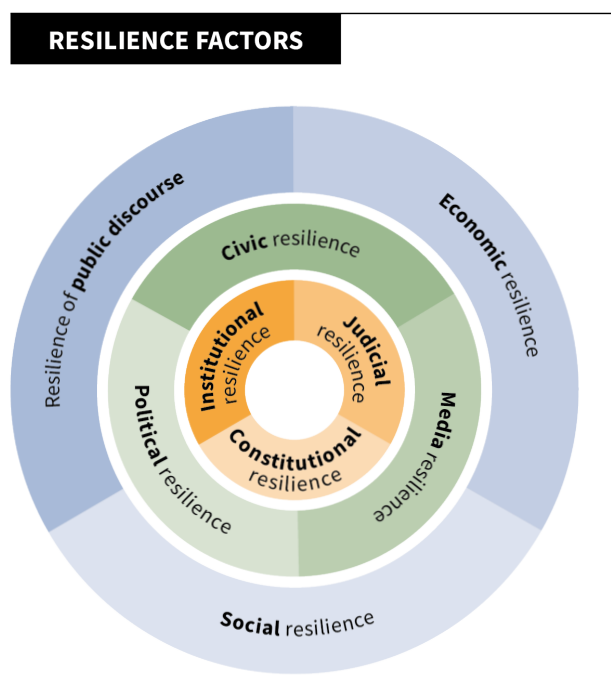 RESILIENCE FACTORS
Resilience of public discourse
Economic resilience
Civic resilience
Institutional
resilience
Judicial
resilience
Political resilience
Media resilience
Constitutional
resilience
Social resilience